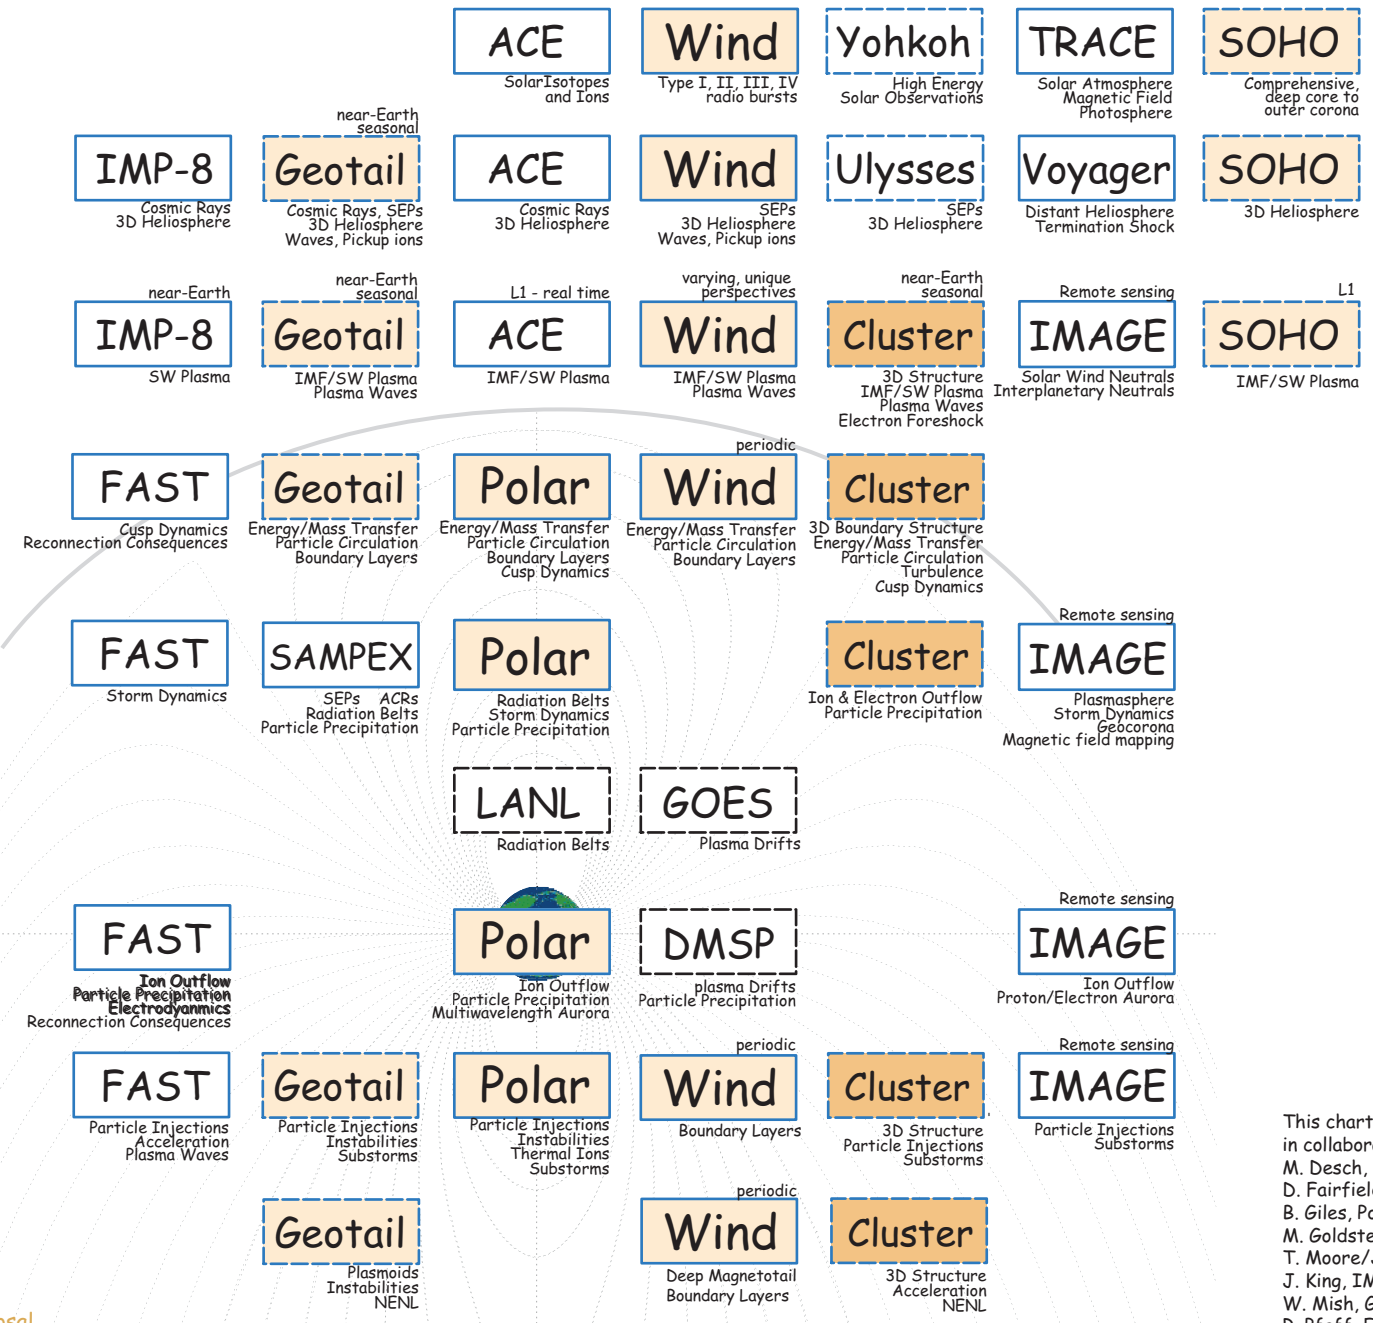 ACE
Wind
Yohkoh
TRACE
SOHO
SolarIsotopes
and Ions
Type I, II, III, IV
radio bursts
High Energy
Solar Observations
Solar Atmosphere
Magnetic Field
Photosphere
Comprehensive,
deep core to
outer corona
near-Earth
seasonal
IMP-8
Geotail
ACE
Wind
Ulysses
Voyager
SOHO
Cosmic Rays
3D Heliosphere
Cosmic Rays, SEPs
3D Heliosphere
Waves, Pickup ions
Cosmic Rays
3D Heliosphere
SEPs
3D Heliosphere
Waves, Pickup ions
SEPs
3D Heliosphere
Distant Heliosphere
Termination Shock
3D Heliosphere
near-Earth
near-Earth
seasonal
L1 - real time
varying, unique
perspectives
near-Earth
seasonal
Remote sensing
L1
IMP-8
Geotail
ACE
Wind
Cluster
IMAGE
SOHO
SW Plasma
IMF/SW Plasma
Plasma Waves
IMF/SW Plasma
IMF/SW Plasma
Plasma Waves
3D Structure
IMF/SW Plasma
Plasma Waves
Electron Foreshock
Solar Wind Neutrals
Interplanetary Neutrals
IMF/SW Plasma
periodic
FAST
Geotail
Polar
Wind
Cluster
Cusp Dynamics
Reconnection Consequences
Energy/Mass Transfer
Particle Circulation
Boundary Layers
Energy/Mass Transfer
Particle Circulation
Boundary Layers
Cusp Dynamics
Energy/Mass Transfer
Particle Circulation
Boundary Layers
3D Boundary Structure
Energy/Mass Transfer
Particle Circulation
Turbulence
Cusp Dynamics
Remote sensing
FAST
SAMPEX
Polar
Cluster
IMAGE
Storm Dynamics
SEPs ACRs
Radiation Belts
Particle Precipitation
Radiation Belts
Storm Dynamics
Particle Precipitation
Ion & Electron Outflow
Particle Precipitation
Plasmasphere
Storm Dynamics
Geocorona
Magnetic field mapping
LANL
GOES
Radiation Belts
Plasma Drifts
Remote sensing
FAST
Polar
DMSP
IMAGE
Ion Outflow
Particle Precipitation
Electrodyanmics
Reconnection Consequences
Ion Outflow
Particle Precipitation
Multiwavelength Aurora
plasma Drifts
Particle Precipitation
Ion Outflow
Proton/Electron Aurora
periodic
Remote sensing
FAST
Geotail
Polar
Wind
Cluster
IMAGE
Particle Injections
Acceleration
Plasma Waves
Particle Injections
Instabilities
Substorms
Particle Injections
Instabilities
Thermal Ions
Substorms
Boundary Layers
3D Structure
Particle Injections
Substorms
Particle Injections
Substorms
periodic
Geotail
Wind
Cluster
Plasmoids
Instabilities
NENL
Deep Magnetotail
Boundary Layers
3D Structure
Acceleration
NENL
This chart
in collabor
M. Desch,
D. Fairfiel
B. Giles, Po
M. Goldste
T. Moore/J
J. King, IM
W. Mish, G